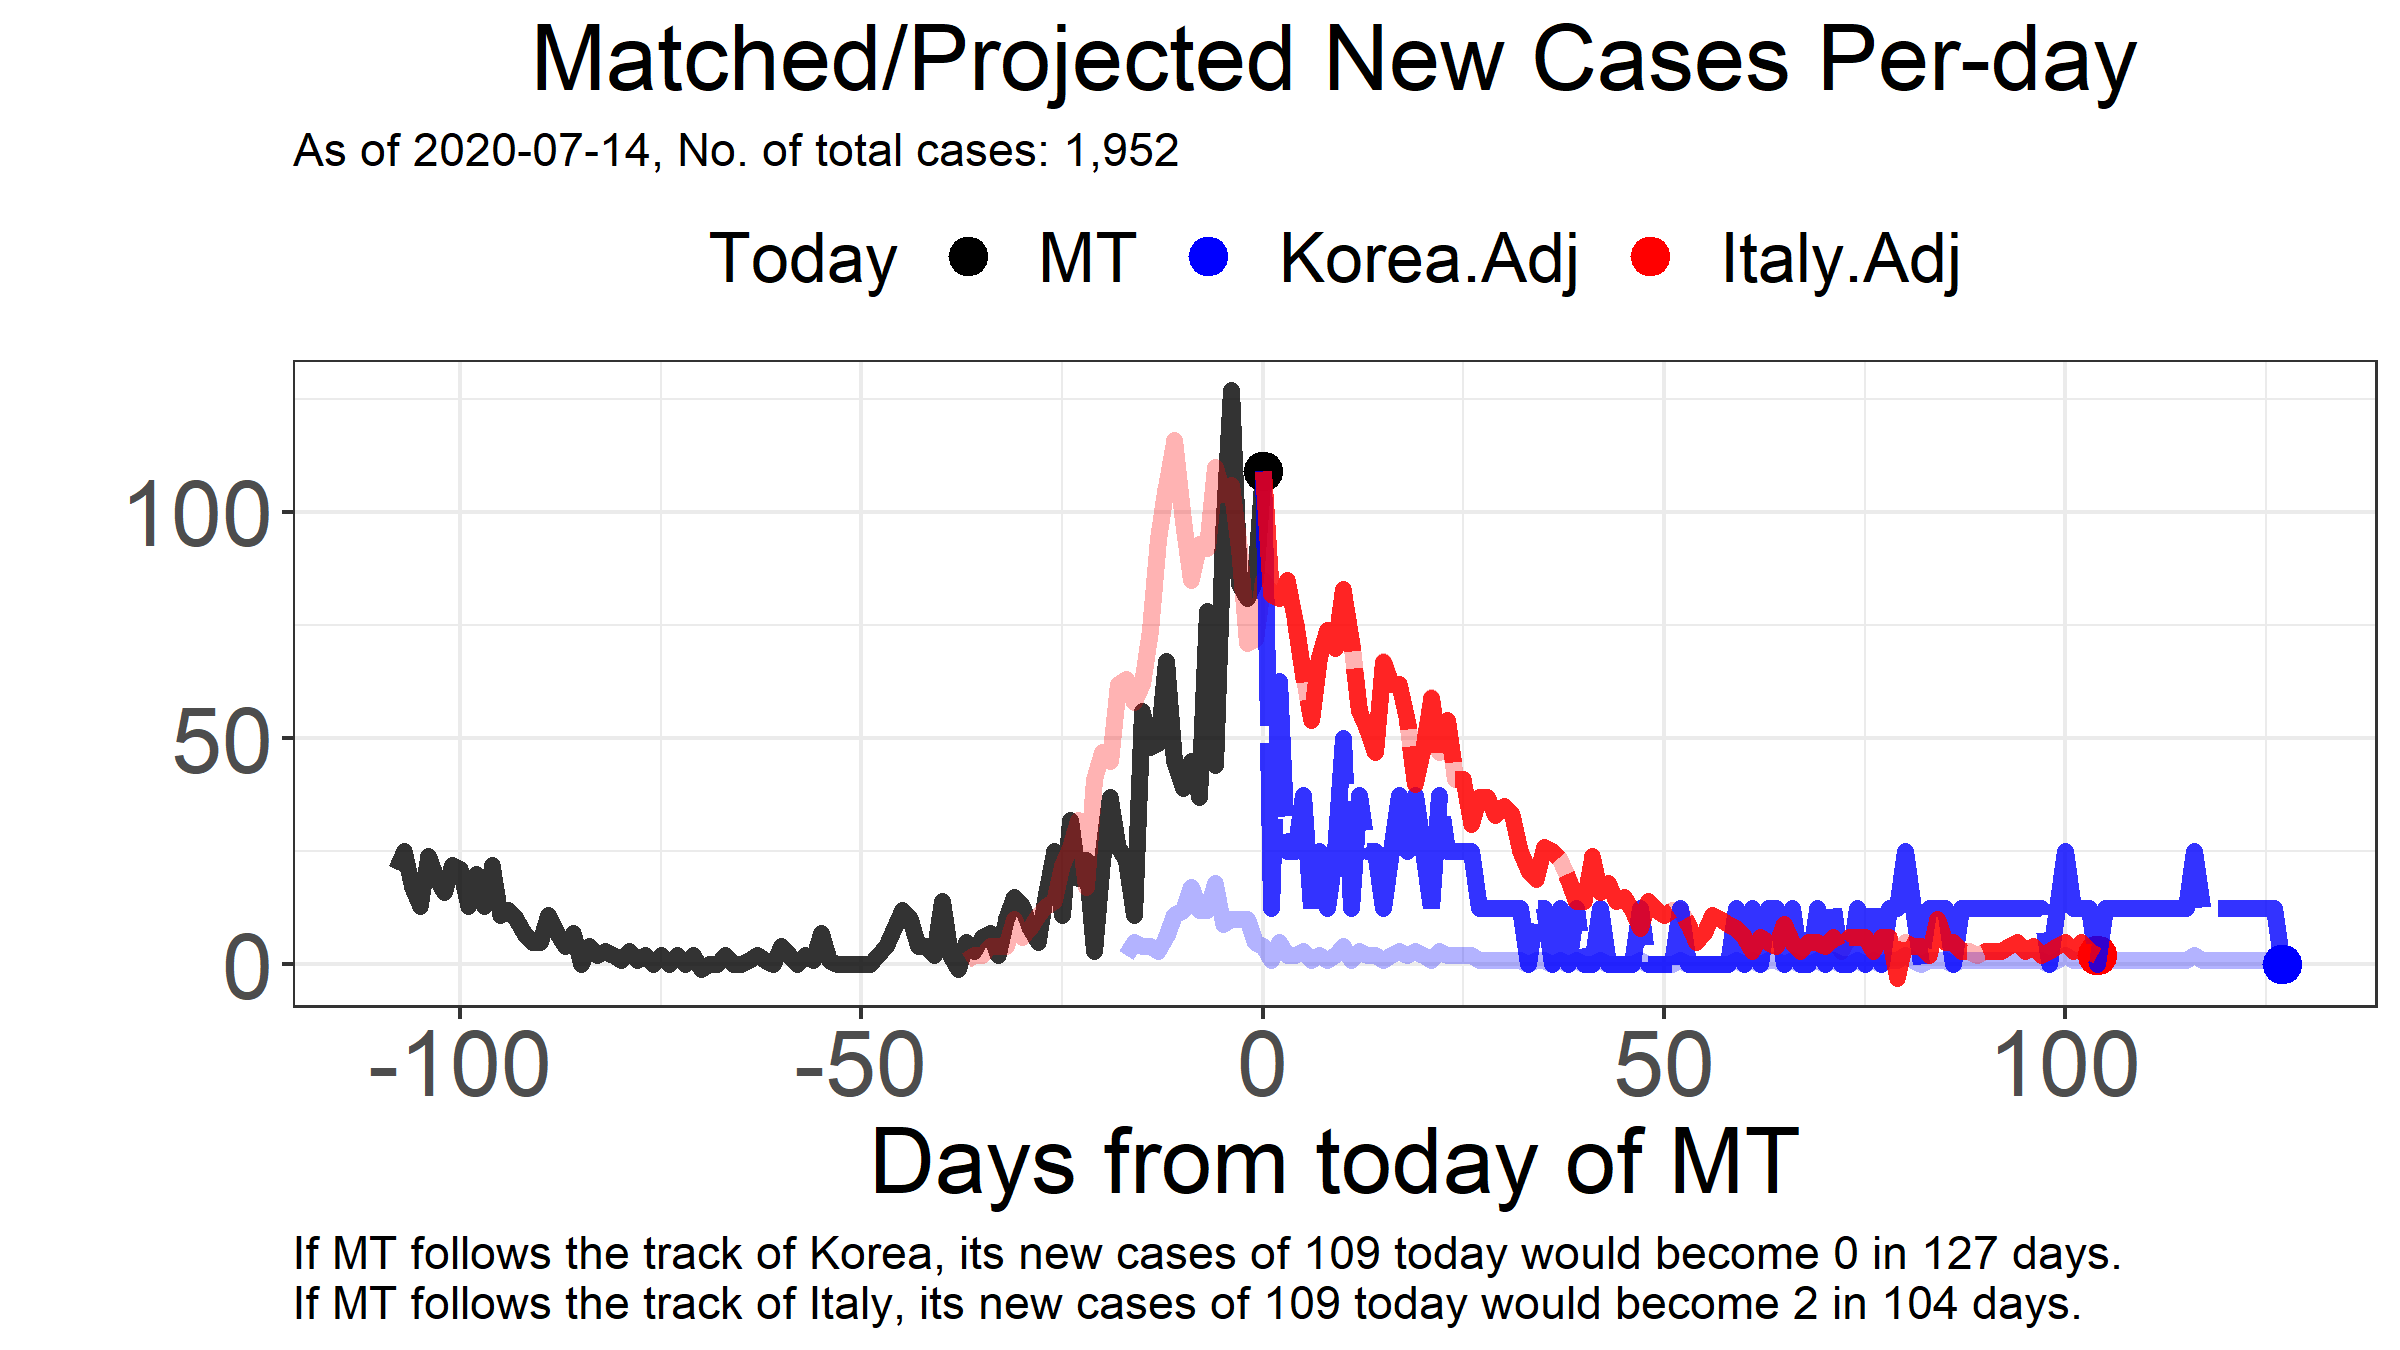 Matched/Projected New Cases Per-day
As of 2020-07-14, No. of total cases: 1,952
Today MT Korea.Adj Italy.Adj
100
50
0
-100 -50 0 50 100
Days from today of MT
If MT follows the track of Korea, its new cases of 109 today would become 0 in 127 days.
If MT follows the track of Italy, its new cases of 109 today would become 2 in 104 days.